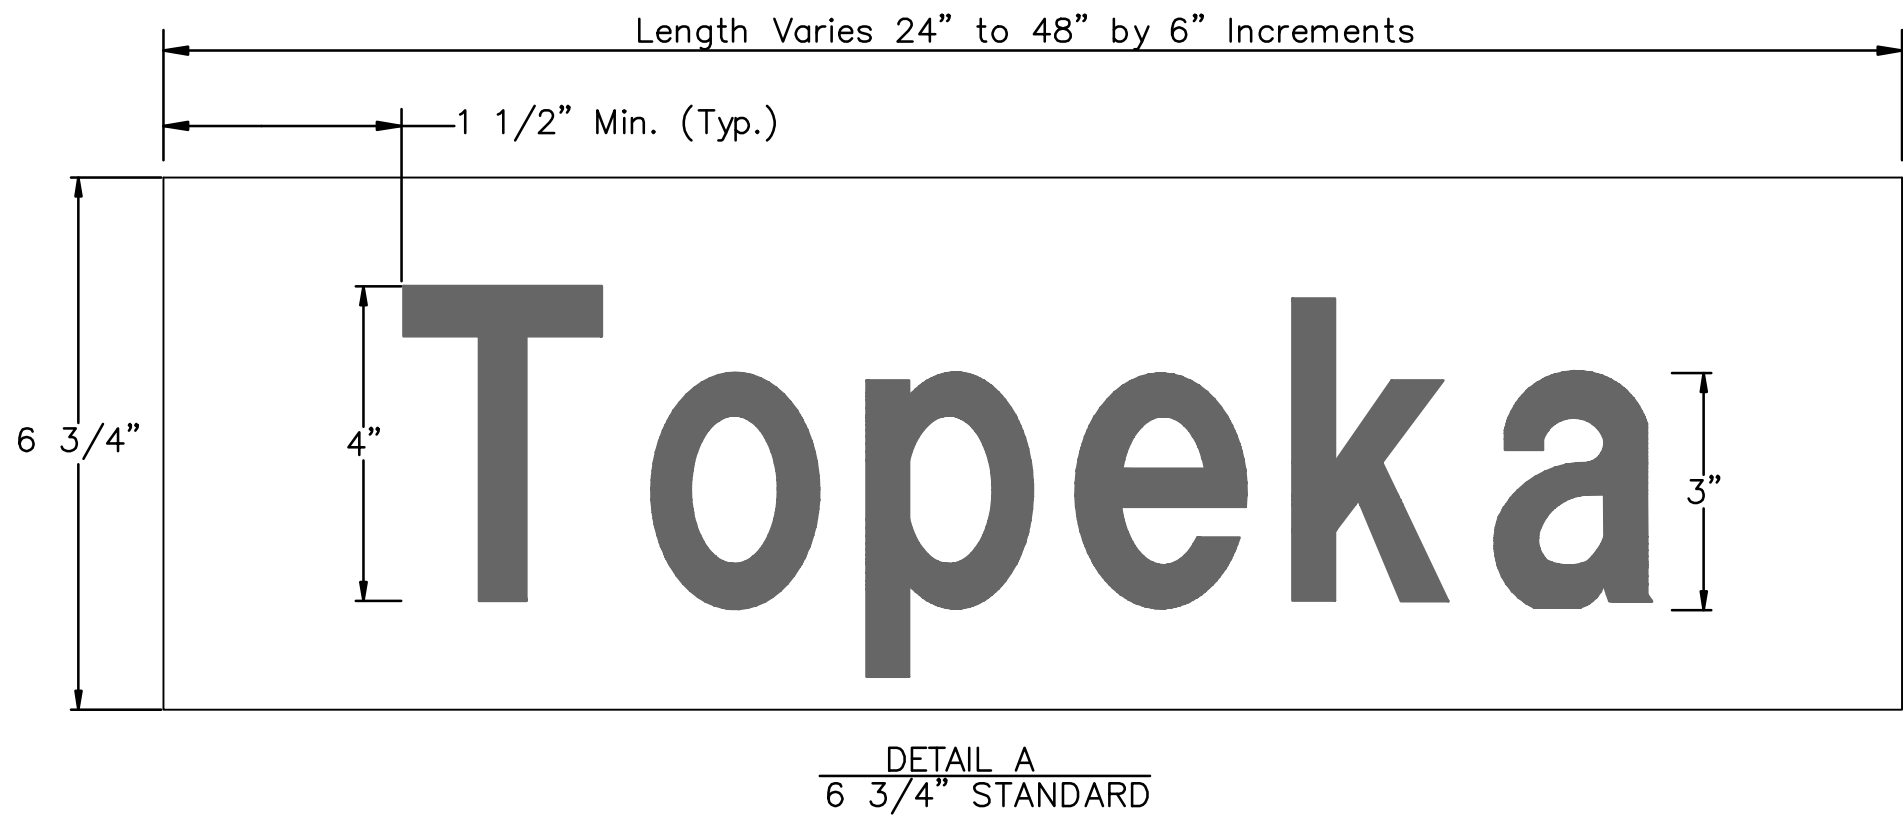 Length Varies 24” to 48” by 6” Increments
1 1/2” Min. (Typ.)
Topeka
6 3/4”
4”
3”
DETAIL A
6 3/4” STANDARD